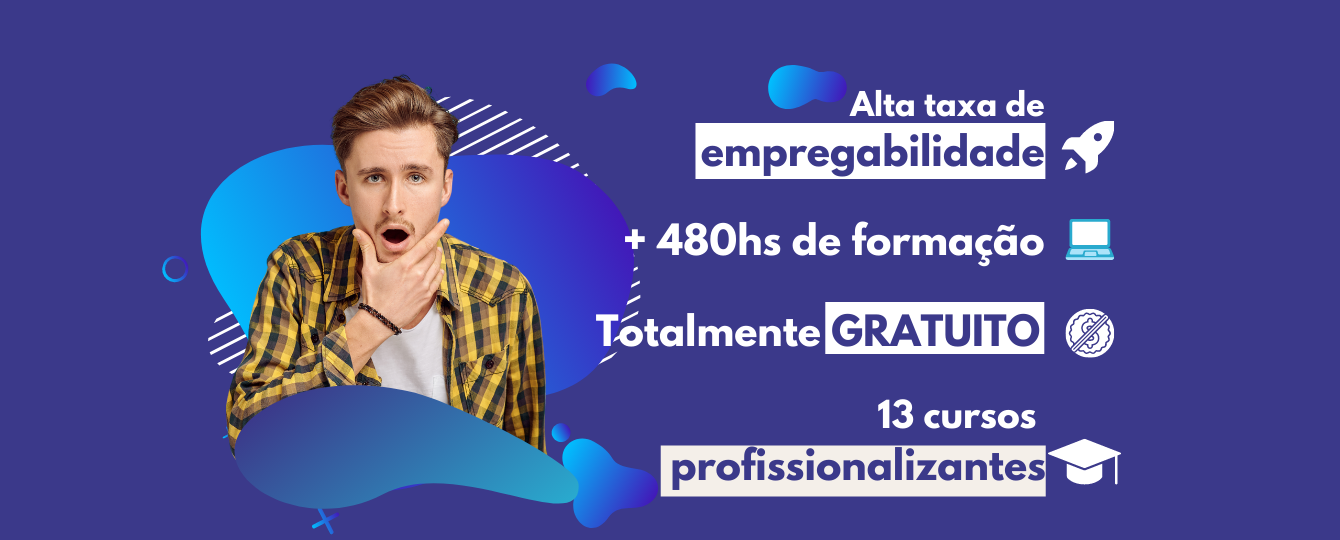 Alta taxa de
empregabilidade
+ 480hs de formação
Totalmente GRATUITO
13 cursos
profissionalizantes